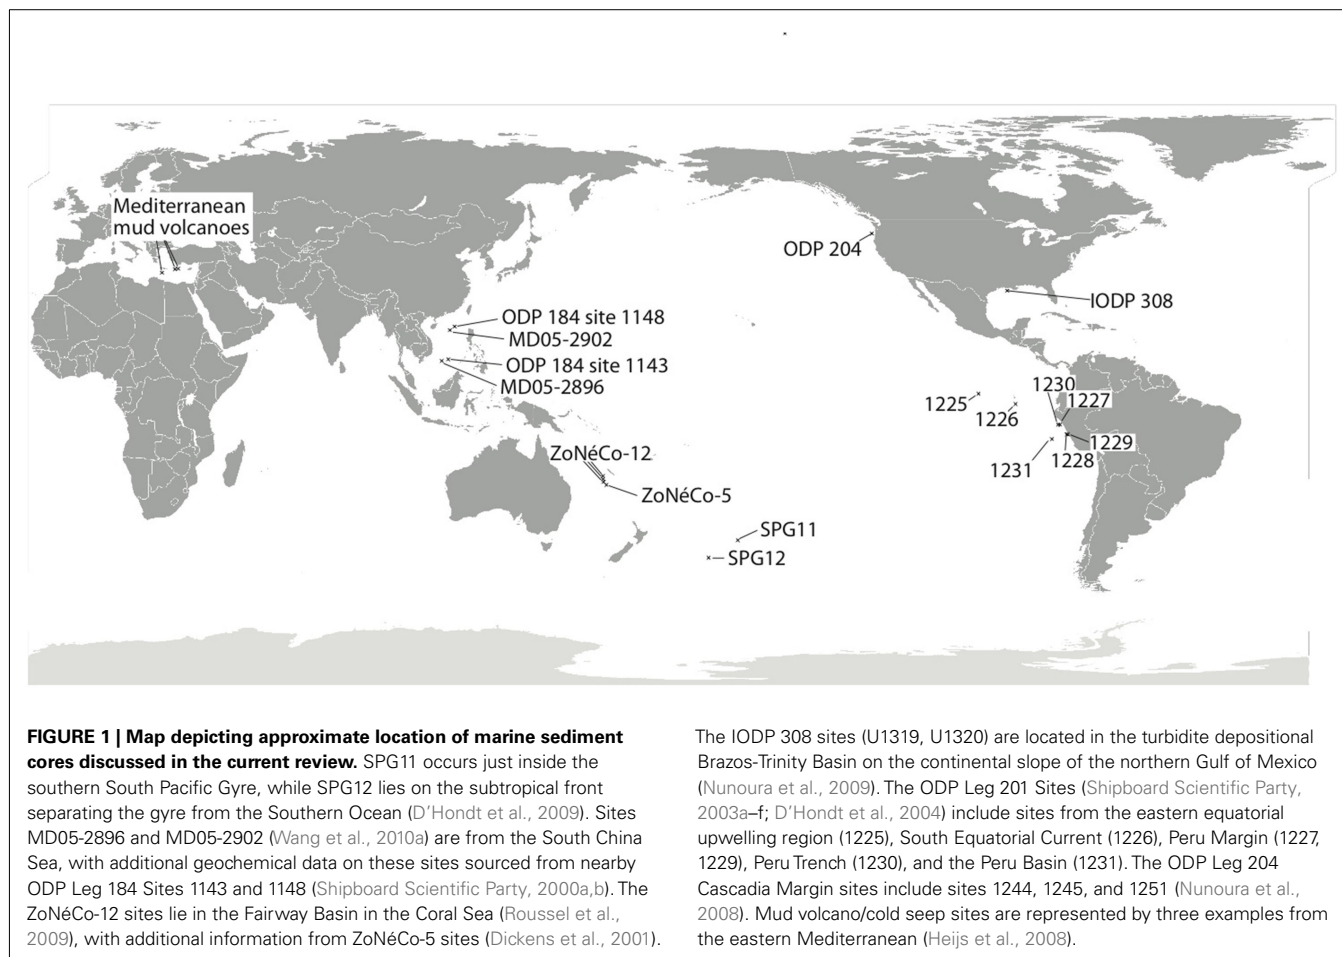 Mediterranean
mud volcanoes
ODP 204
IODP 308
ODP 184 site 1148
MD05-2902
ODP 184 site 1143
MD05-2896
1230
1227
1225
1226
1229
1228
1231
ZoNéCo-12
ZoNéCo-5
SPG11
SPG12
FIGURE 1 | Map depicting approximate location of marine sediment
cores discussed in the current review. SPG11 occurs just inside the
southern South Pacific Gyre, while SPG12 lies on the subtropical front
separating the gyre from the Southern Ocean (D'Hondt et al., 2009). Sites
MD05-2896 and MD05-2902 (Wang et al., 2010a) are from the South China
Sea, with additional geochemical data on these sites sourced from nearby
ODP Leg 184 Sites 1143 and 1148 (Shipboard Scientific Party, 2000a,b). The
ZoNéCo-12 sites lie in the Fairway Basin in the Coral Sea (Roussel et al.,
2009), with additional information from ZoNéCo-5 sites (Dickens et al., 2001).
The IODP 308 sites (U1319, U1320) are located in the turbidite depositional
Brazos-Trinity Basin on the continental slope of the northern Gulf of Mexico
(Nunoura et al., 2009). The ODP Leg 201 Sites (Shipboard Scientific Party,
2003a–f; D'Hondt et al., 2004) include sites from the eastern equatorial
upwelling region (1225), South Equatorial Current (1226), Peru Margin (1227,
1229), Peru Trench (1230), and the Peru Basin (1231). The ODP Leg 204
Cascadia Margin sites include sites 1244, 1245, and 1251 (Nunoura et al.,
2008). Mud volcano/cold seep sites are represented by three examples from
the eastern Mediterranean (Heijs et al., 2008).